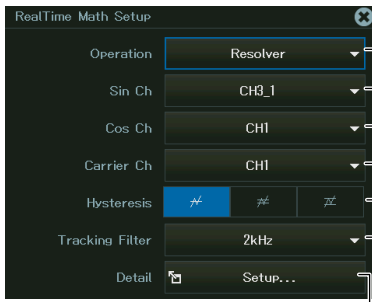 RealTime Math Setup
Operation Resolver
Sin Ch CH3_1
Cos Ch CH1
Carrier Ch CH1
Hysteresis
Tracking Filter 2kHz
Detail Setup...